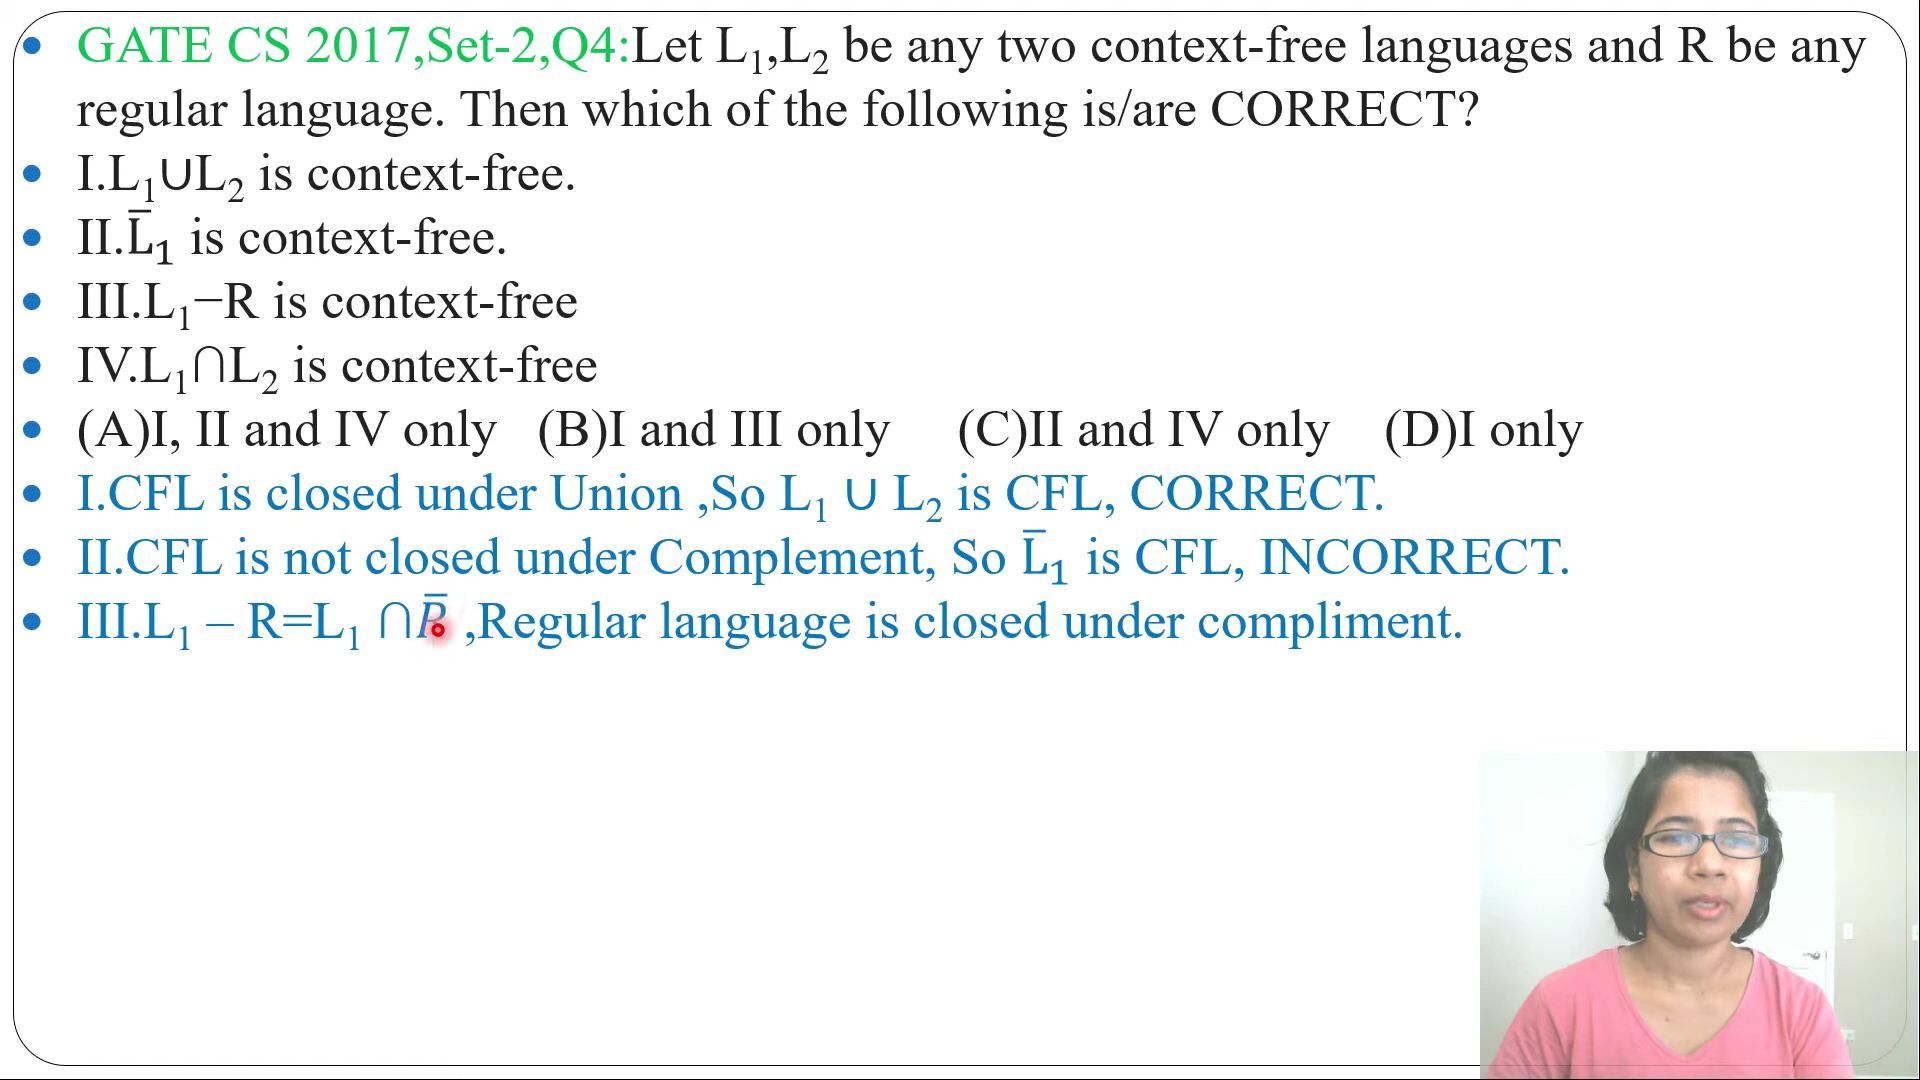 GATE CS 2017,Set-2,Q4:Let L₁,L₂ be any two context-free languages and R be any
regular language. Then which of the following is/are CORRECT?
I.L₁∪L₂ is context-free.
II.L̅₁ is context-free.
III.L₁−R is context-free
IV.L₁∩L₂ is context-free
(A)I, II and IV only (B)I and III only (C)II and IV only (D)I only
I.CFL is closed under Union ,So L₁ ∪ L₂ is CFL, CORRECT.
II.CFL is not closed under Complement, So L̅₁ is CFL, INCORRECT.
III.L₁ – R=L₁ ∩R̅ ,Regular language is closed under compliment.